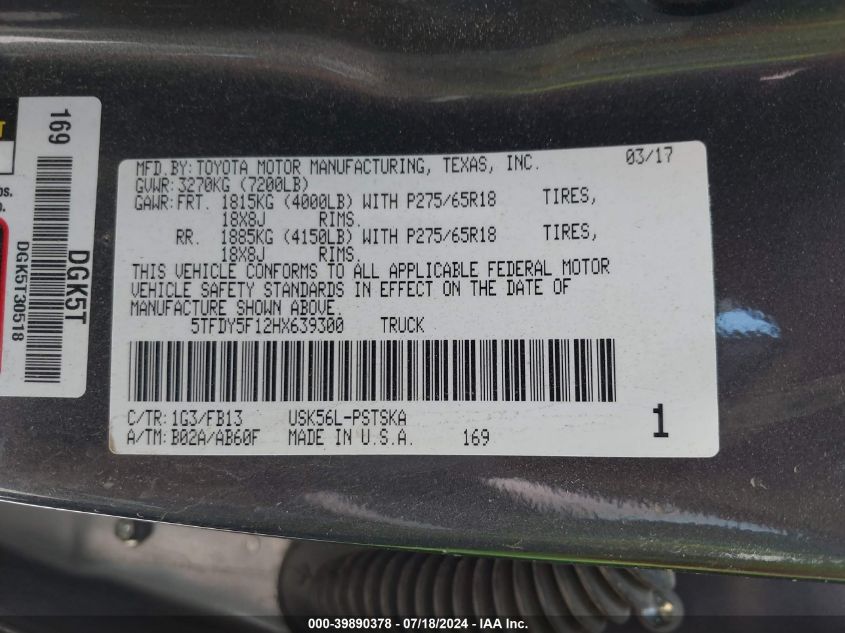 MFD.BY:TOYOTA MOTOR MANUFACTURING, TEXAS, INC. 03/17
GVWR:3270KG (7200LB)
GAWR:FRT. 1815KG (4000LB) WITH P275/65R18 TIRES,
18X8J RIMS.
RR. 1885KG (4150LB) WITH P275/65R18 TIRES,
18X8J RIMS.
THIS VEHICLE CONFORMS TO ALL APPLICABLE FEDERAL MOTOR
VEHICLE SAFETY STANDARDS IN EFFECT ON THE DATE OF
MANUFACTURE SHOWN ABOVE.
5TFDY5F12HX639300 TRUCK
C/TR:1G3/FB13 USK56L-PSTSKA
A/TM:B02A/AB60F MADE IN U.S.A. 169 1
169
DGK5T
DGK5T30518
000-39890378 - 07/18/2024 - IAA Inc.